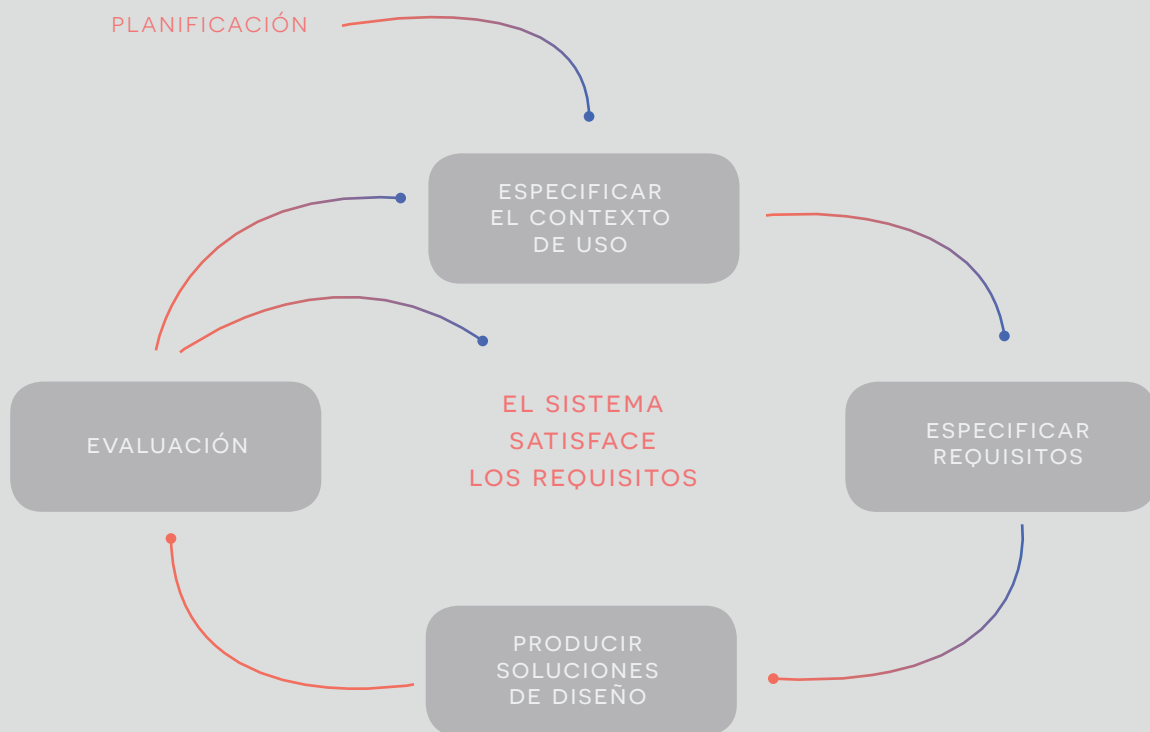 PLANIFICACIÓN
ESPECIFICAR
EL CONTEXTO
DE USO
EL SISTEMA
SATISFACE
LOS REQUISITOS
EVALUACIÓN
ESPECIFICAR
REQUISITOS
PRODUCIR
SOLUCIONES
DE DISEÑO